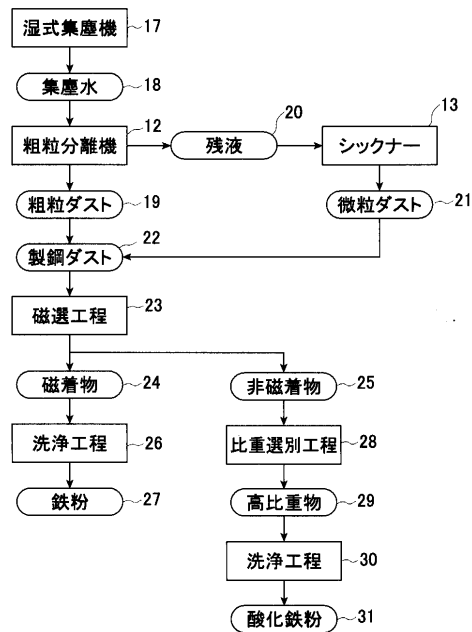 湿式集塵機 17
集塵水 18
粗粒分離機 12
残液 20
シックナー 13
粗粒ダスト 19
微粒ダスト 21
製鋼ダスト 22
磁選工程 23
磁着物 24
非磁着物 25
洗浄工程 26
比重選別工程 28
鉄粉 27
高比重物 29
洗浄工程 30
酸化鉄粉 31